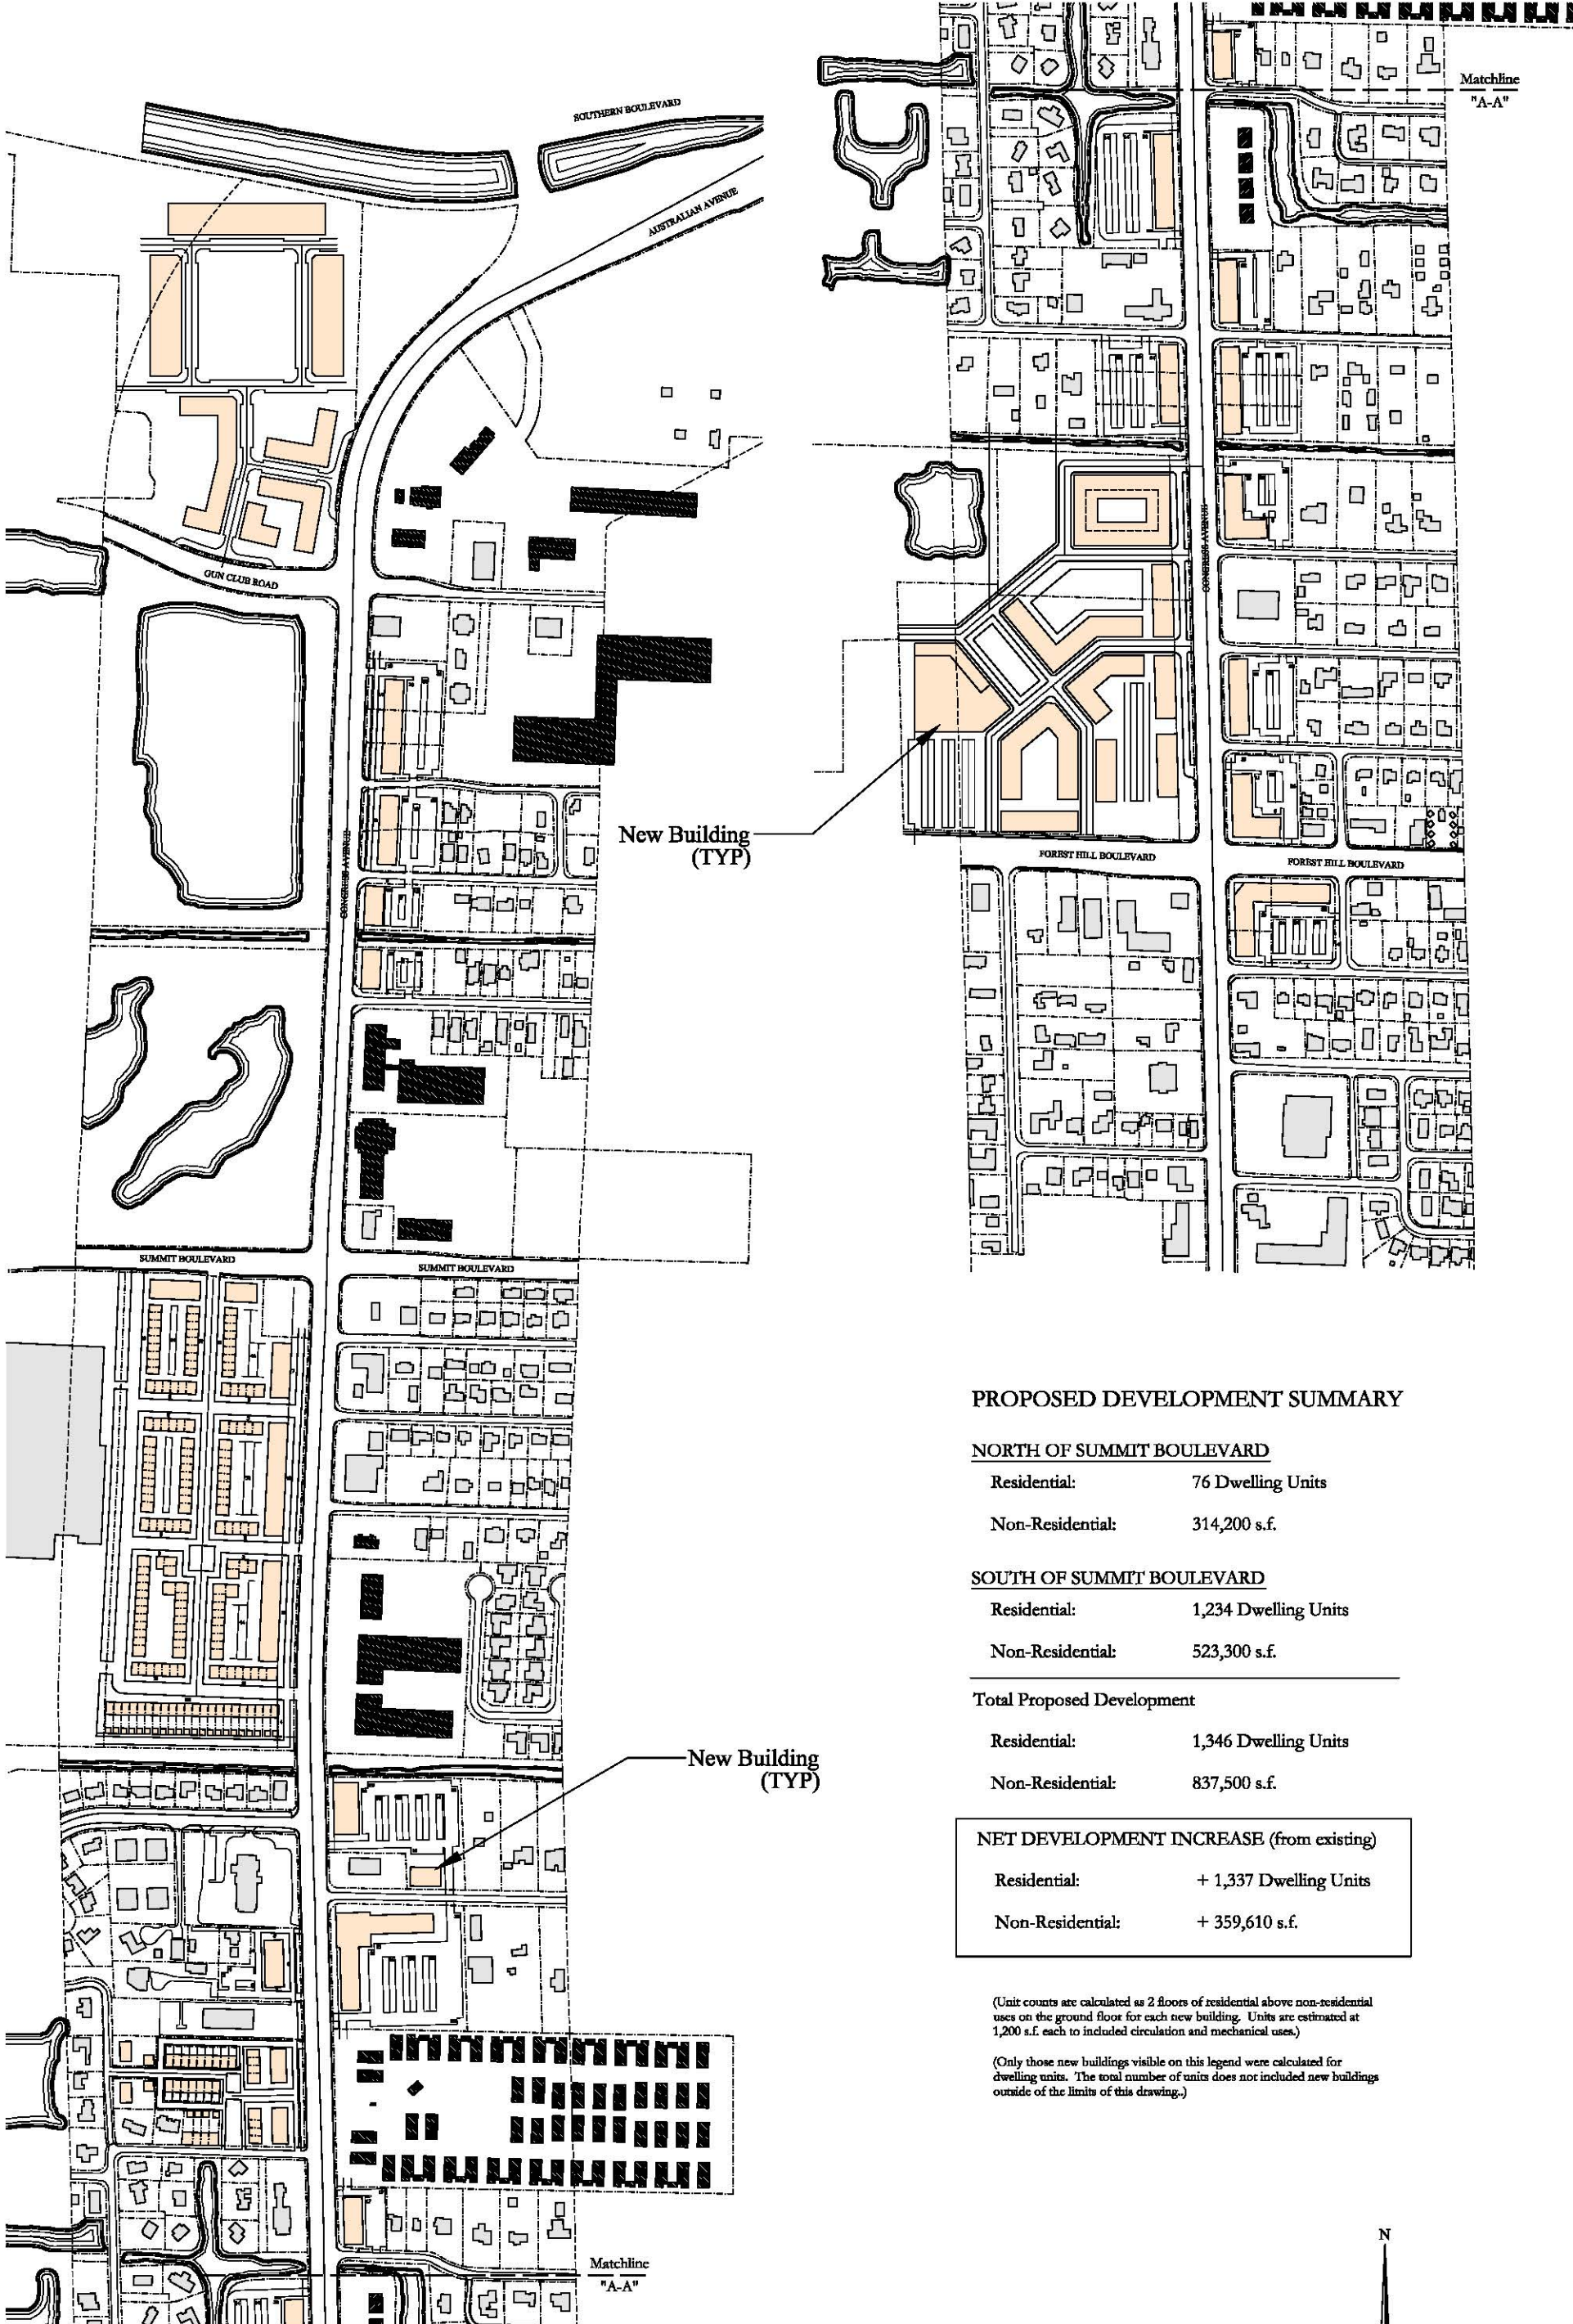 SOUTHERN BOULEVARD
AUSTRALIAN AVENUE
GUN CLUB ROAD
CONGRESS AVENUE
New Building
(TYP)
SUMMIT BOULEVARD
SUMMIT BOULEVARD
New Building
(TYP)
Matchline
"A-A"
Matchline
"A-A"
CONGRESS AVENUE
FOREST HILL BOULEVARD
FOREST HILL BOULEVARD
PROPOSED DEVELOPMENT SUMMARY
NORTH OF SUMMIT BOULEVARD
Residential: 76 Dwelling Units
Non-Residential: 314,200 s.f.
SOUTH OF SUMMIT BOULEVARD
Residential: 1,234 Dwelling Units
Non-Residential: 523,300 s.f.
Total Proposed Development
Residential: 1,346 Dwelling Units
Non-Residential: 837,500 s.f.
NET DEVELOPMENT INCREASE (from existing)
Residential: + 1,337 Dwelling Units
Non-Residential: + 359,610 s.f.
(Unit counts are calculated as 2 floors of residential above non-residential
uses on the ground floor for each new building. Units are estimated at
1,200 s.f. each to included circulation and mechanical uses.)
(Only those new buildings visible on this legend were calculated for
dwelling units. The total number of units does not included new buildings
outside of the limits of this drawing..)
N